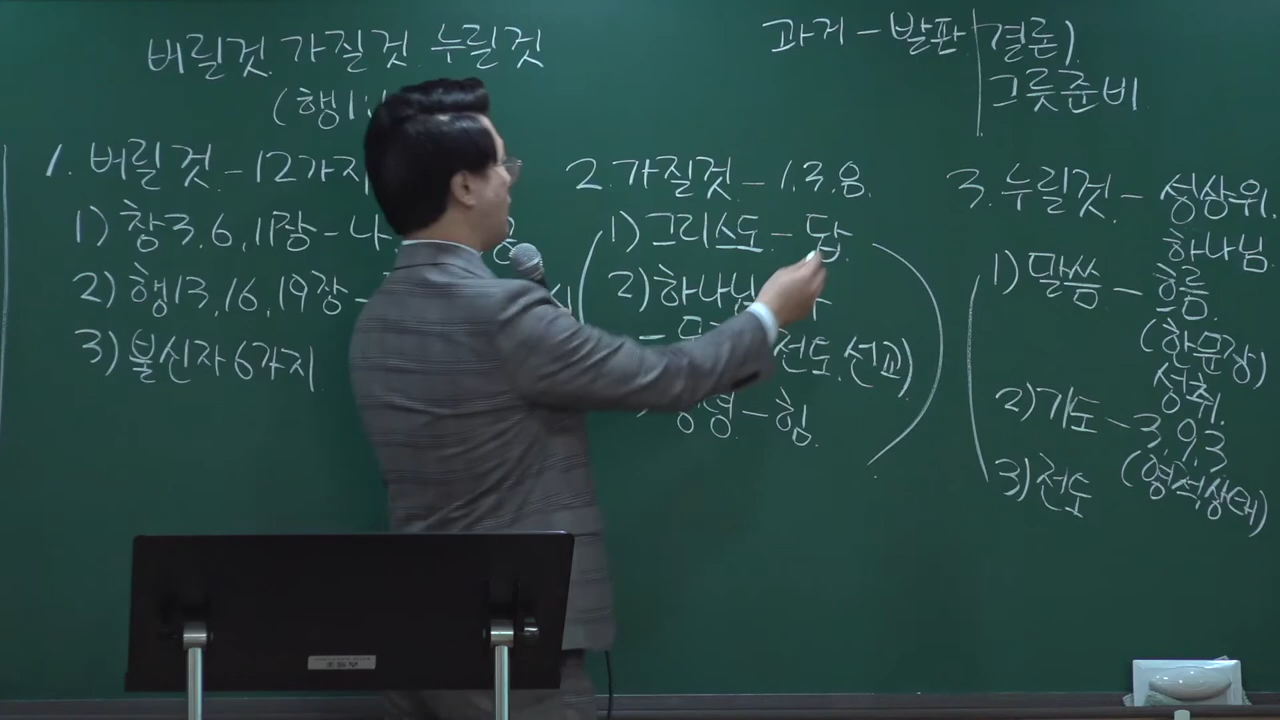 버릴것. 가질것. 누릴것
(행1:
1. 버릴것 - 12가지
1) 창3, 6, 11장 - 나.
2) 행13, 16, 19장 -
3) 불신자 6가지
2. 가질것 - 1.3.8.
1) 그리스도 - 답.
2) 하나님
전도, 선교)
령 - 힘.
과거 - 발판
결론)
그릇준비
3. 누릴것 - 성삼위.
하나님.
1) 말씀 - 흐름.
(한문장)
성취.
2) 기도 - 3, 9, 3
(영적상태)
3) 전도
초등부